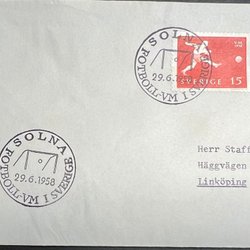 SOLNA
FOTBOLL-VM I SVERIGE
29.6.1958
SVERIGE 15
SOLNA
FOTBOLL-VM I SVERIGE
29.6.1958
Herr Staff
Häggvägen
Linköping